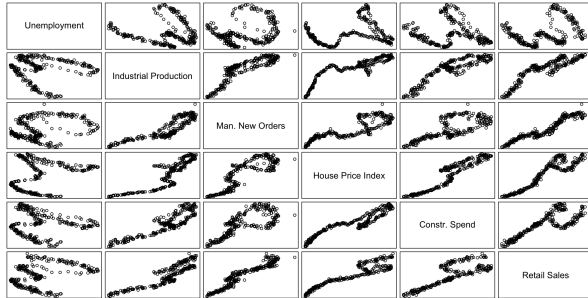 Unemployment
Industrial Production
Man. New Orders
House Price Index
Constr. Spend
Retail Sales